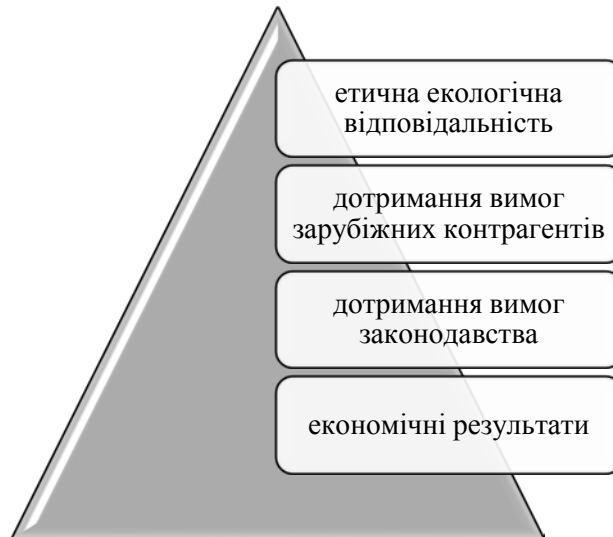 етична екологічна
відповідальність
дотримання вимог
зарубіжних контрагентів
дотримання вимог
законодавства
економічні результати